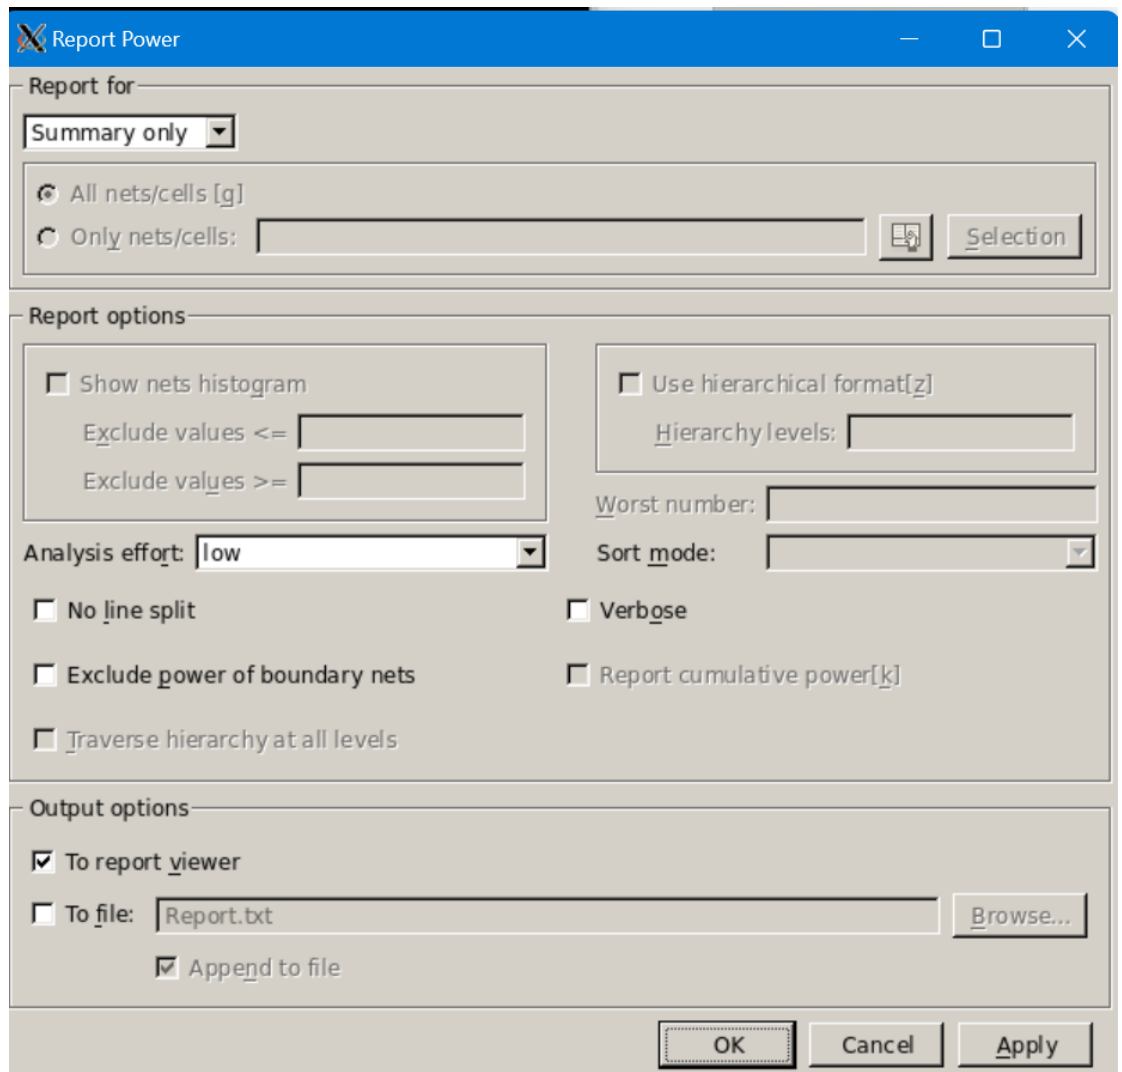 Report Power
Report for
Summary only
All nets/cells [g]
Only nets/cells:
Selection
Report options
Show nets histogram
Use hierarchical format[z]
Exclude values <=
Hierarchy levels:
Exclude values >=
Worst number:
Analysis effort: low
Sort mode:
No line split
Verbose
Exclude power of boundary nets
Report cumulative power[k]
Traverse hierarchy at all levels
Output options
To report viewer
To file: Report.txt
Browse...
Append to file
OK
Cancel
Apply